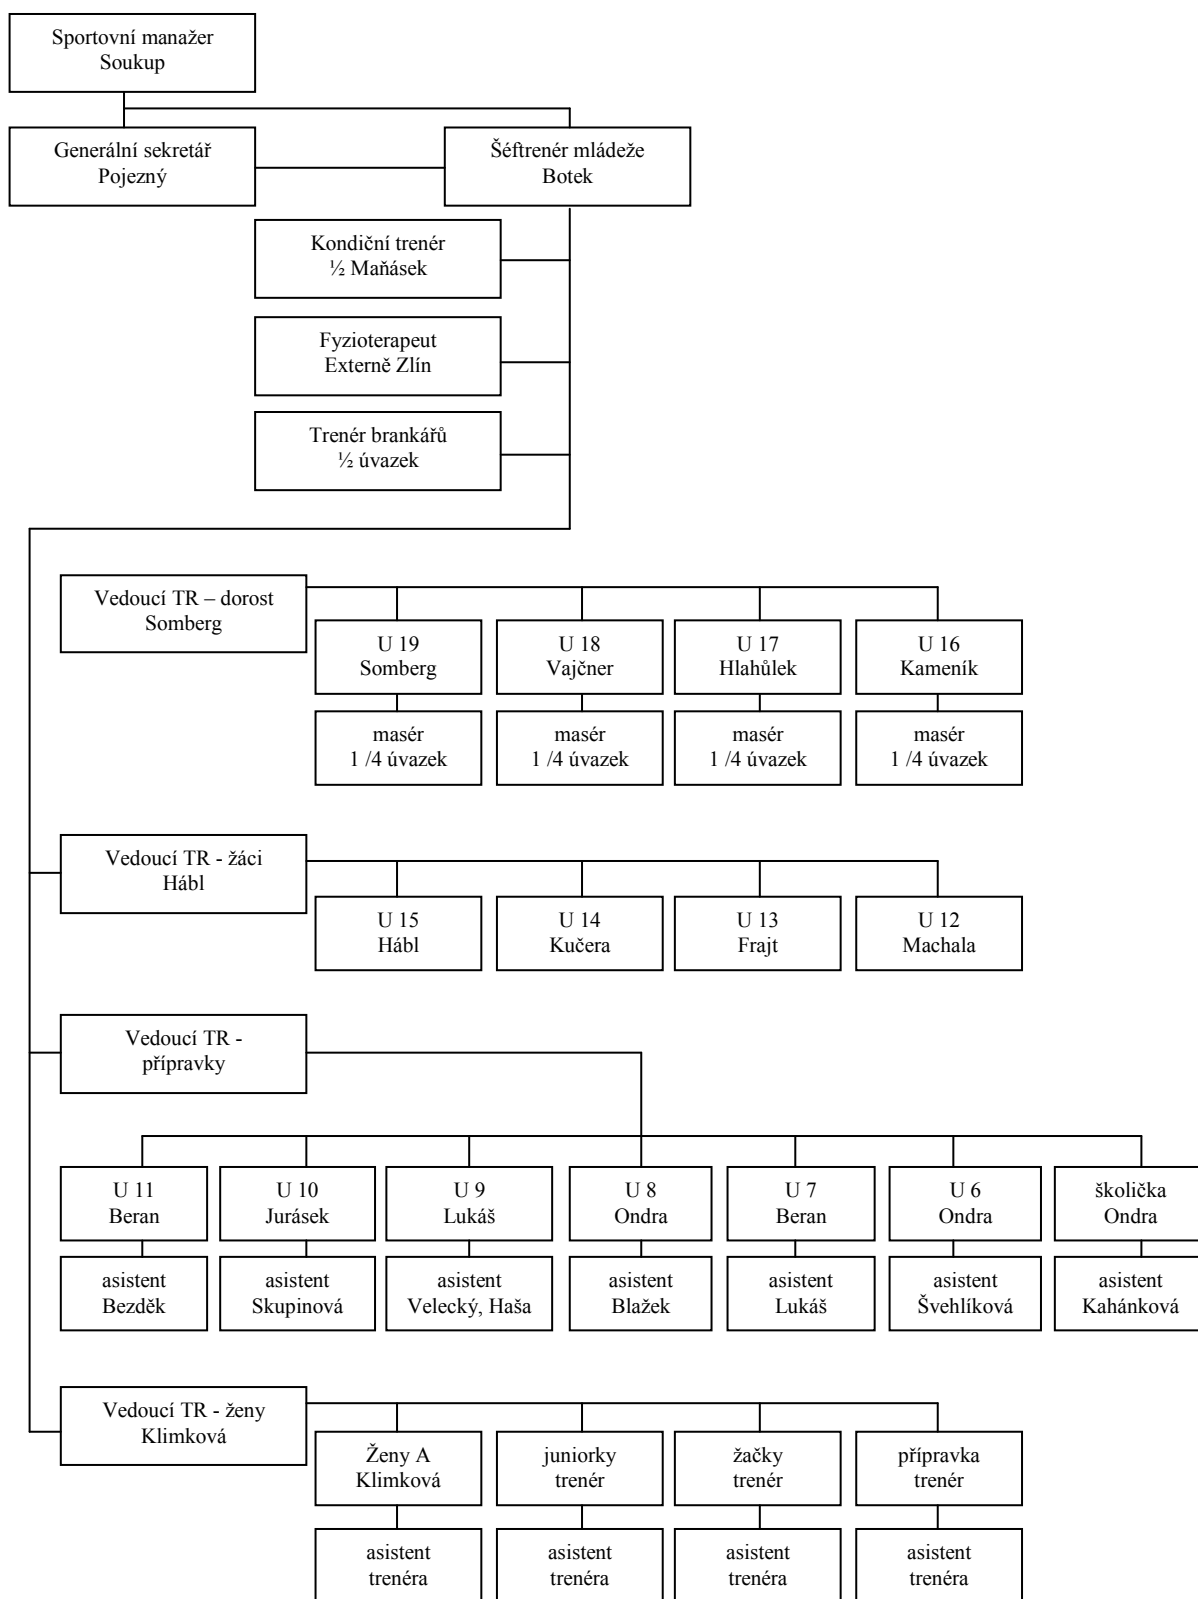 Sportovní manažer
Soukup
Generální sekretář
Pojezný
Šéftrenér mládeže
Botek
Kondiční trenér
½ Maňásek
Fyzioterapeut
Externě Zlín
Trenér brankářů
½ úvazek
Vedoucí TR – dorost
Somberg
U 19
Somberg
U 18
Vajčner
U 17
Hlahůlek
U 16
Kameník
masér
1 /4 úvazek
masér
1 /4 úvazek
masér
1 /4 úvazek
masér
1 /4 úvazek
Vedoucí TR - žáci
Hábl
U 15
Hábl
U 14
Kučera
U 13
Frajt
U 12
Machala
Vedoucí TR -
přípravky
U 11
Beran
U 10
Jurásek
U 9
Lukáš
U 8
Ondra
U 7
Beran
U 6
Ondra
školička
Ondra
asistent
Bezděk
asistent
Skupinová
asistent
Velecký, Haša
asistent
Blažek
asistent
Lukáš
asistent
Švehlíková
asistent
Kahánková
Vedoucí TR - ženy
Klimková
Ženy A
Klimková
juniorky
trenér
žačky
trenér
přípravka
trenér
asistent
trenéra
asistent
trenéra
asistent
trenéra
asistent
trenéra